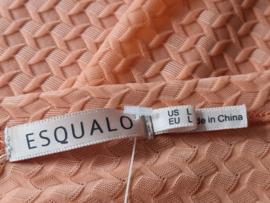 ESQUALO
US L
EU L
de in China